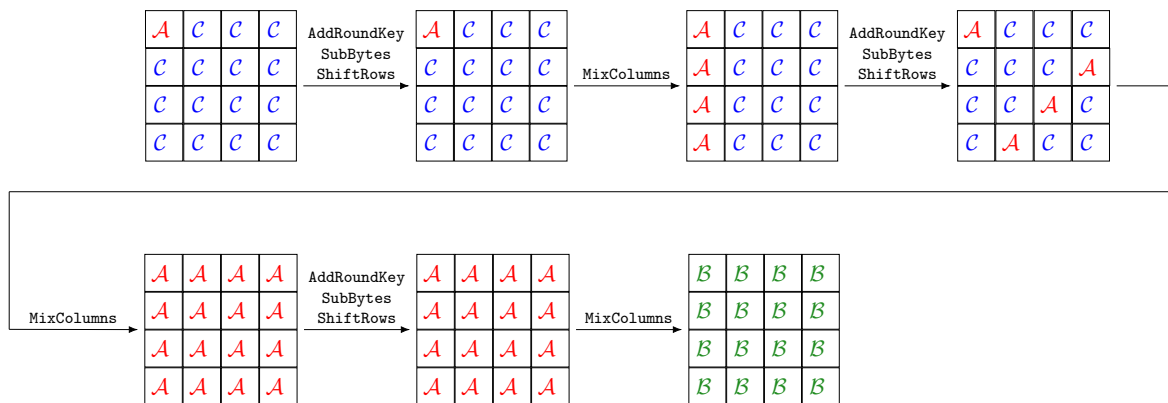 A C C C
C C C C
C C C C
C C C C
AddRoundKey
SubBytes
ShiftRows
A C C C
C C C C
C C C C
C C C C
MixColumns
A C C C
A C C C
A C C C
A C C C
AddRoundKey
SubBytes
ShiftRows
A C C C
C C C A
C C A C
C A C C
MixColumns
A A A A
A A A A
A A A A
A A A A
AddRoundKey
SubBytes
ShiftRows
A A A A
A A A A
A A A A
A A A A
MixColumns
B B B B
B B B B
B B B B
B B B B